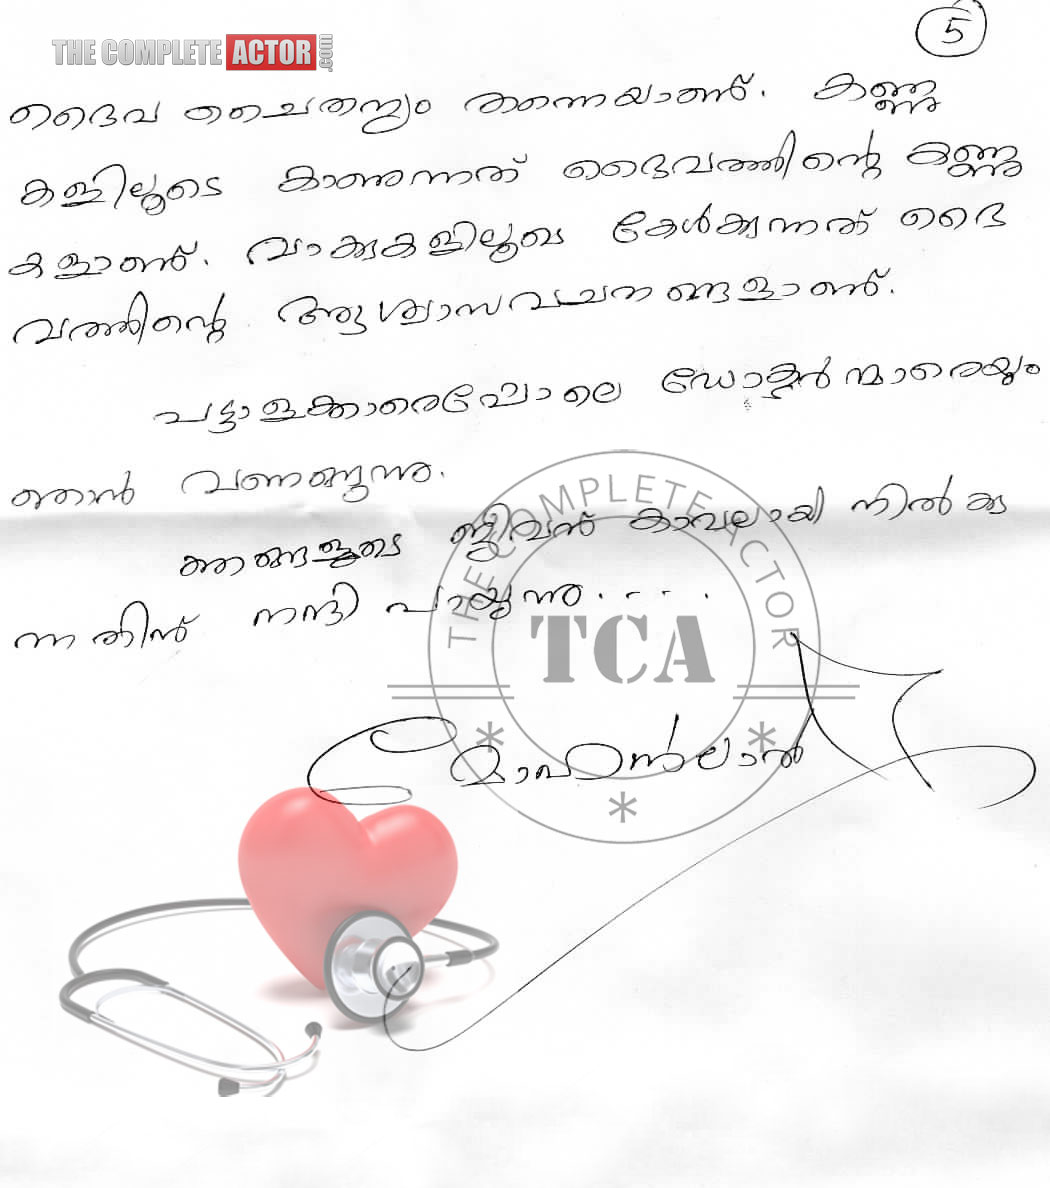 5
THE COMPLETE ACTOR.com
ദൈവ ചൈതന്യം തന്നെയാണ്. കണ്ണു
കളിലൂടെ കാണുന്നത് ദൈവത്തിന്റെ കണ്ണു
കളാണ്. വാക്കുകളിലൂടെ കേൾക്കുന്നത് ദൈ
വത്തിന്റെ ആശ്വാസവചനങ്ങളാണ്.
പട്ടാളക്കാരെപ്പോലെ ഡോക്ടർമാരെയും
ഞാൻ വണങ്ങുന്നു.
ഞങ്ങളുടെ ജീവന് കാവലായി നിൽക്കു
ന്നതിന് നന്ദി പറയുന്നു.....
THE COMPLETE ACTOR
TCA
മോഹൻലാൽ